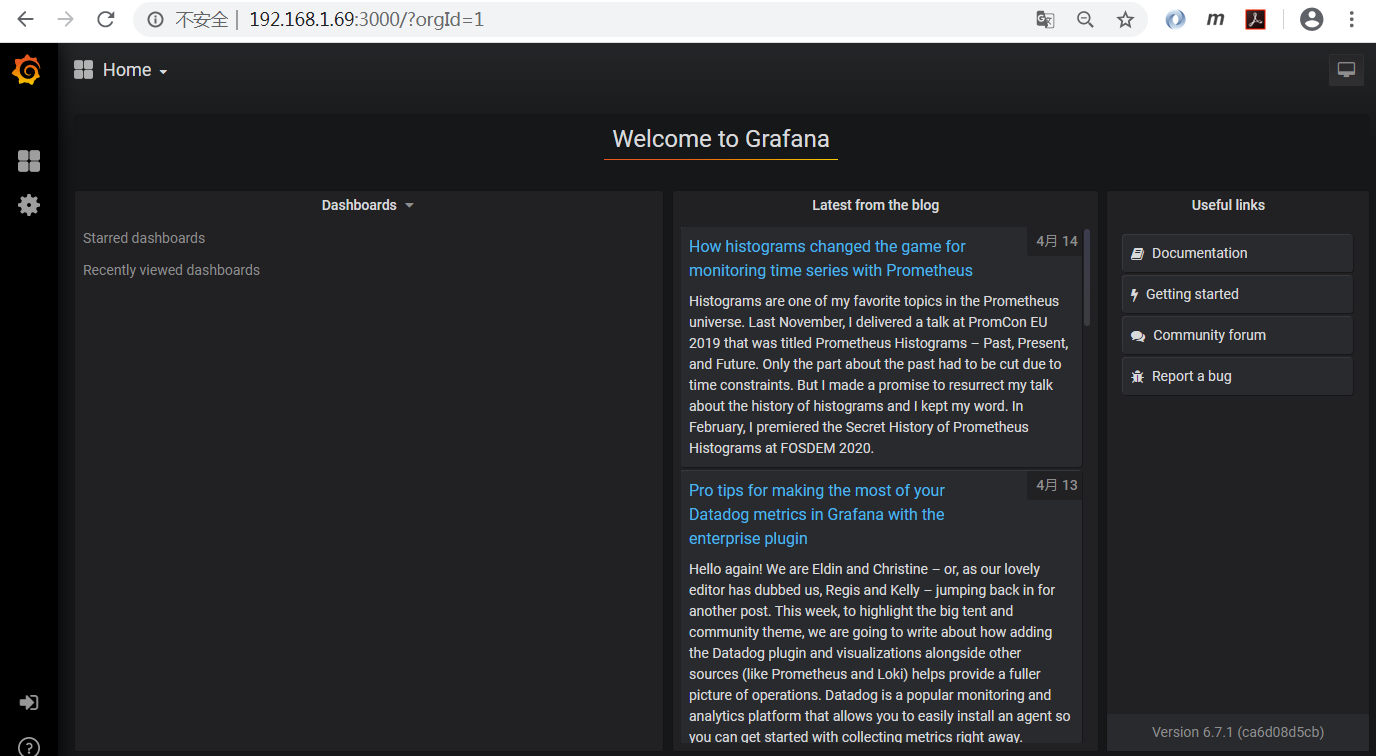 不安全 192.168.1.69:3000/?orgId=1
Home
Welcome to Grafana
Dashboards
Starred dashboards
Recently viewed dashboards
Latest from the blog
How histograms changed the game for
monitoring time series with Prometheus
4月 14
Histograms are one of my favorite topics in the Prometheus
universe. Last November, I delivered a talk at PromCon EU
2019 that was titled Prometheus Histograms – Past, Present,
and Future. Only the part about the past had to be cut due to
time constraints. But I made a promise to resurrect my talk
about the history of histograms and I kept my word. In
February, I premiered the Secret History of Prometheus
Histograms at FOSDEM 2020.
Pro tips for making the most of your
Datadog metrics in Grafana with the
enterprise plugin
4月 13
Hello again! We are Eldin and Christine – or, as our lovely
editor has dubbed us, Regis and Kelly – jumping back in for
another post. This week, to highlight the big tent and
community theme, we are going to write about how adding
the Datadog plugin and visualizations alongside other
sources (like Prometheus and Loki) helps provide a fuller
picture of operations. Datadog is a popular monitoring and
analytics platform that allows you to easily install an agent so
you can get started with collecting metrics right away.
Useful links
Documentation
Getting started
Community forum
Report a bug
Version 6.7.1 (ca6d08d5cb)